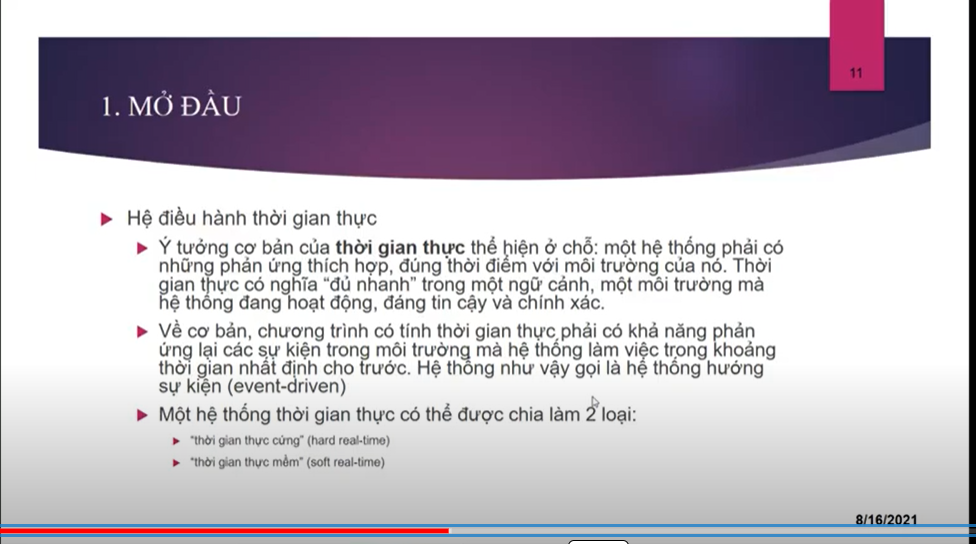 11
1. MỞ ĐẦU
Hệ điều hành thời gian thực
Ý tưởng cơ bản của thời gian thực thể hiện ở chỗ: một hệ thống phải có
những phản ứng thích hợp, đúng thời điểm với môi trường của nó. Thời
gian thực có nghĩa “đủ nhanh” trong một ngữ cảnh, một môi trường mà
hệ thống đang hoạt động, đáng tin cậy và chính xác.
Về cơ bản, chương trình có tính thời gian thực phải có khả năng phản
ứng lại các sự kiện trong môi trường mà hệ thống làm việc trong khoảng
thời gian nhất định cho trước. Hệ thống như vậy gọi là hệ thống hướng
sự kiện (event-driven)
Một hệ thống thời gian thực có thể được chia làm 2 loại:
“thời gian thực cứng” (hard real-time)
“thời gian thực mềm” (soft real-time)
8/16/2021